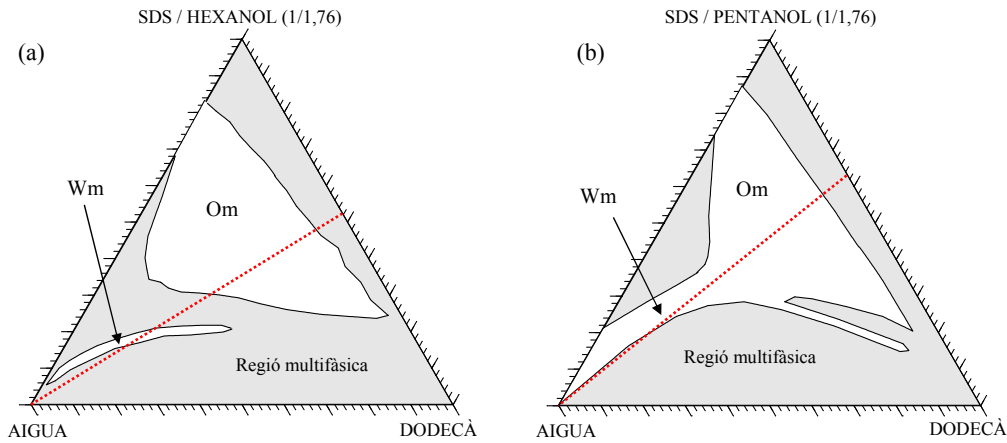 SDS / HEXANOL (1/1,76)
(a)
Wm
Om
Regió multifàsica
AIGUA
DODECÀ
SDS / PENTANOL (1/1,76)
(b)
Wm
Om
Regió multifàsica
AIGUA
DODECÀ